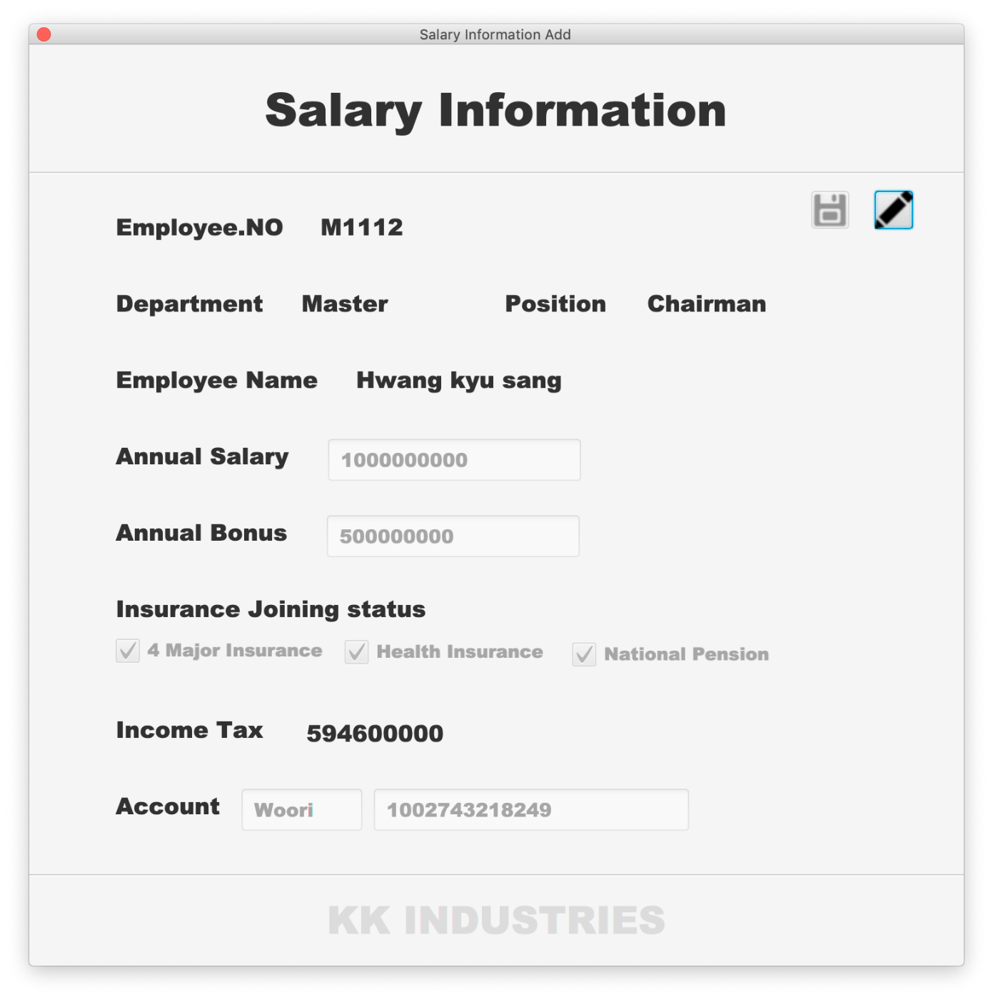 Salary Information Add
Salary Information
Employee.NO M1112
Department Master Position Chairman
Employee Name Hwang kyu sang
Annual Salary 1000000000
Annual Bonus 500000000
Insurance Joining status
4 Major Insurance Health Insurance National Pension
Income Tax 594600000
Account Woori 1002743218249
KK INDUSTRIES